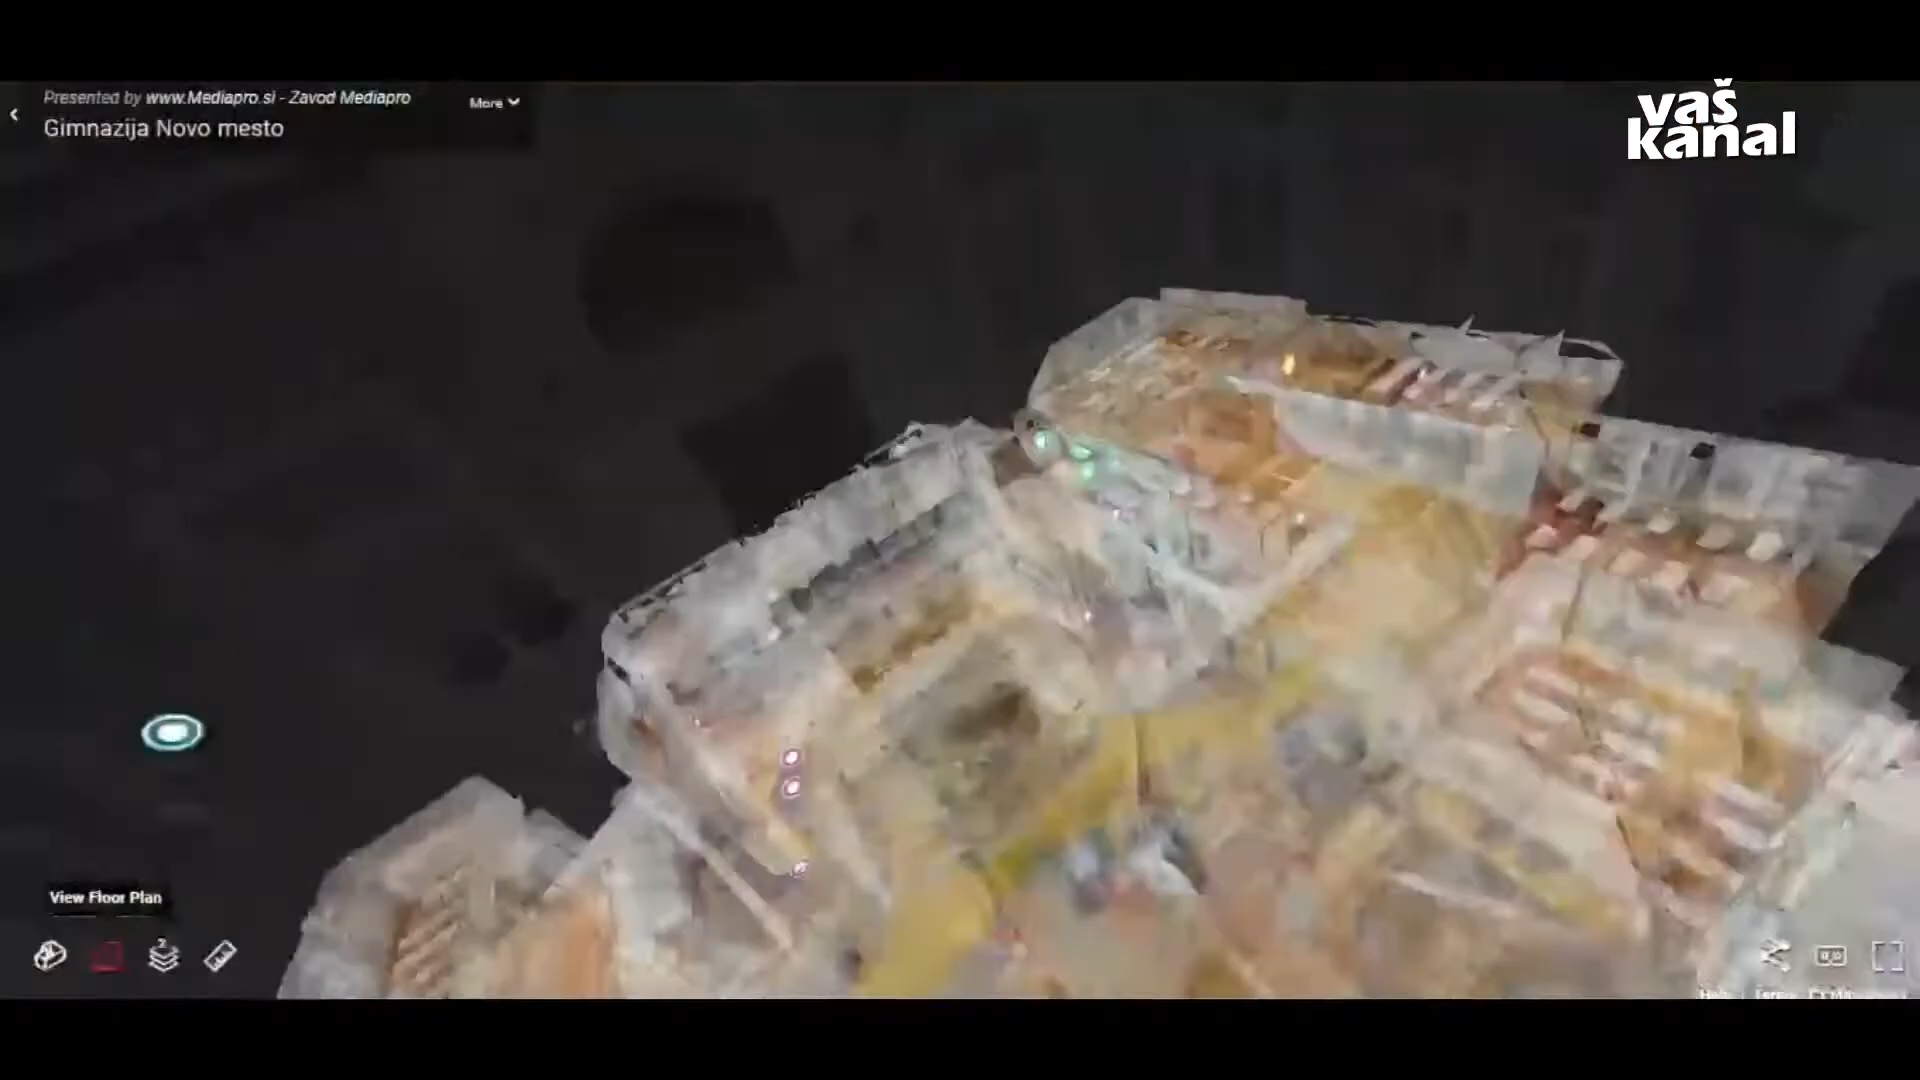 Presented by www.Mediapro.si - Zavod Mediapro
More
Gimnazija Novo mesto
vaš
kanal
View Floor Plan